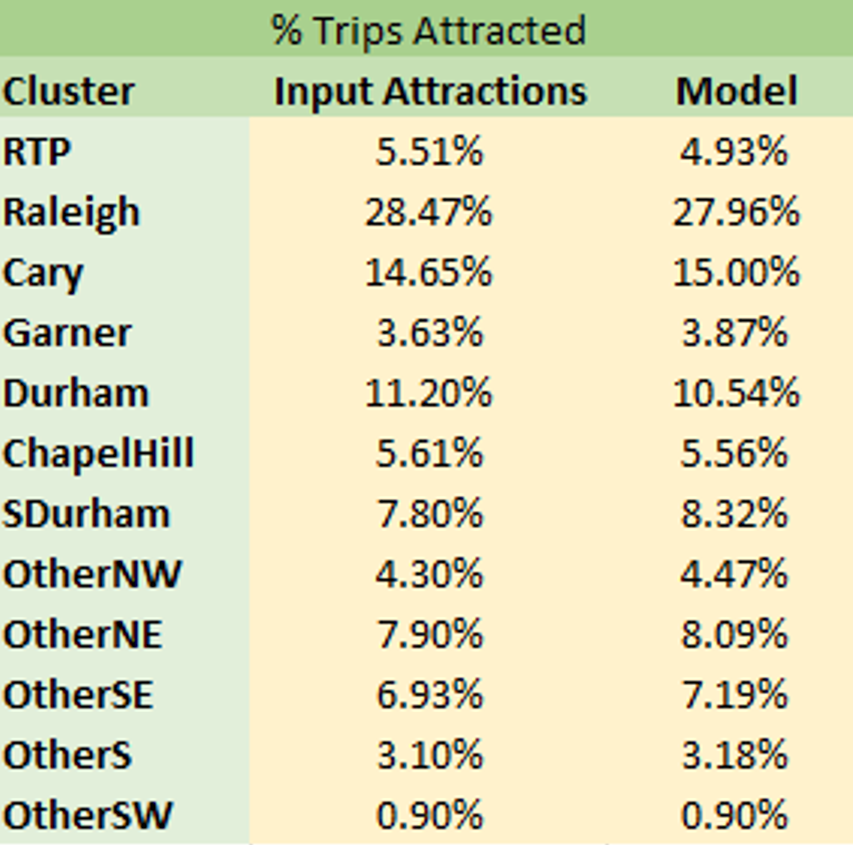 % Trips Attracted
Cluster Input Attractions Model
RTP 5.51% 4.93%
Raleigh 28.47% 27.96%
Cary 14.65% 15.00%
Garner 3.63% 3.87%
Durham 11.20% 10.54%
ChapelHill 5.61% 5.56%
SDurham 7.80% 8.32%
OtherNW 4.30% 4.47%
OtherNE 7.90% 8.09%
OtherSE 6.93% 7.19%
OtherS 3.10% 3.18%
OtherSW 0.90% 0.90%